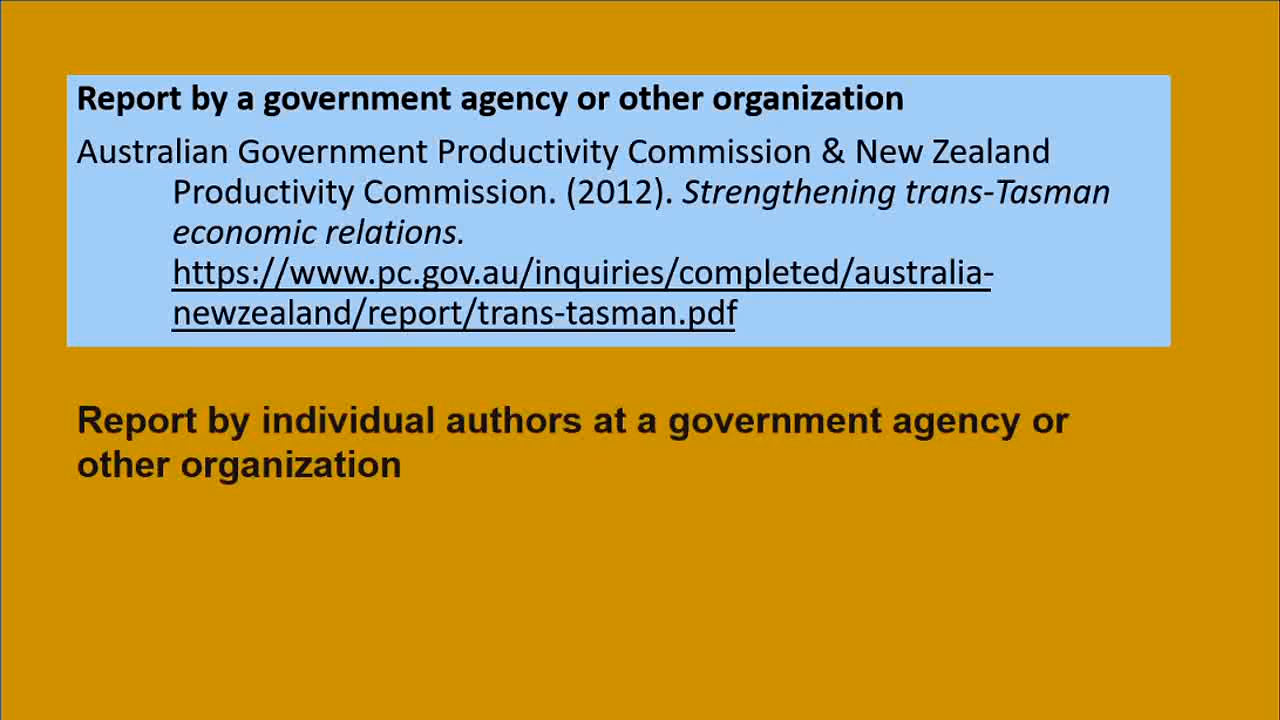 Report by a government agency or other organization
Australian Government Productivity Commission & New Zealand
Productivity Commission. (2012). Strengthening trans-Tasman
economic relations.
https://www.pc.gov.au/inquiries/completed/australia-
newzealand/report/trans-tasman.pdf
Report by individual authors at a government agency or
other organization